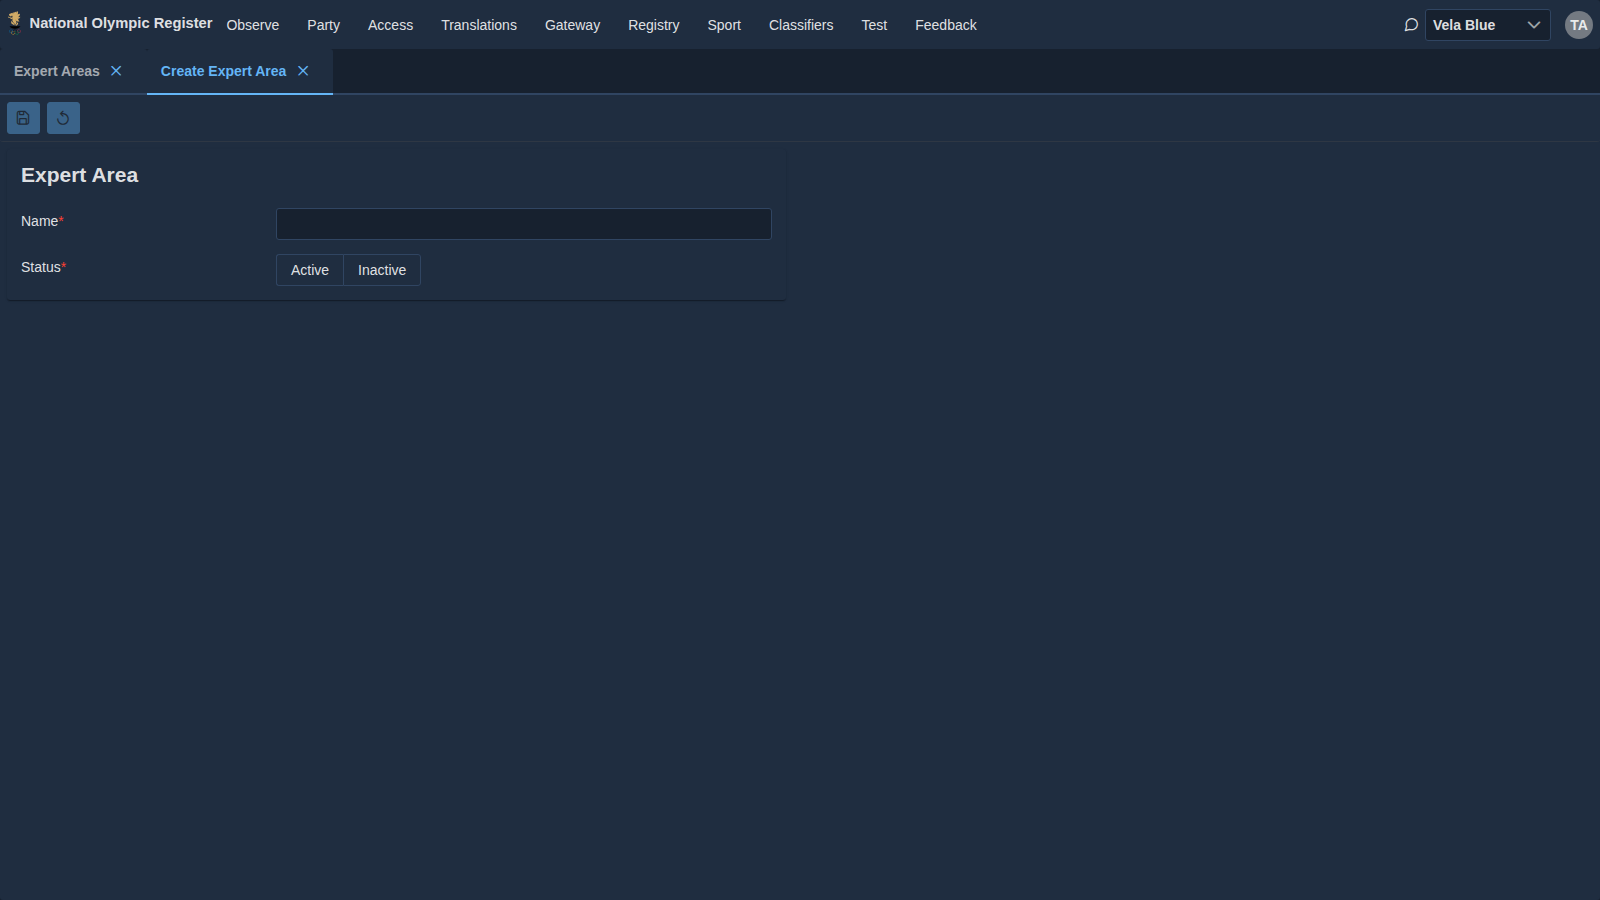 National Olympic Register Observe Party Access Translations Gateway Registry Sport Classifiers Test Feedback Vela Blue TA
Expert Areas Create Expert Area
Expert Area
Name*
Status* Active Inactive